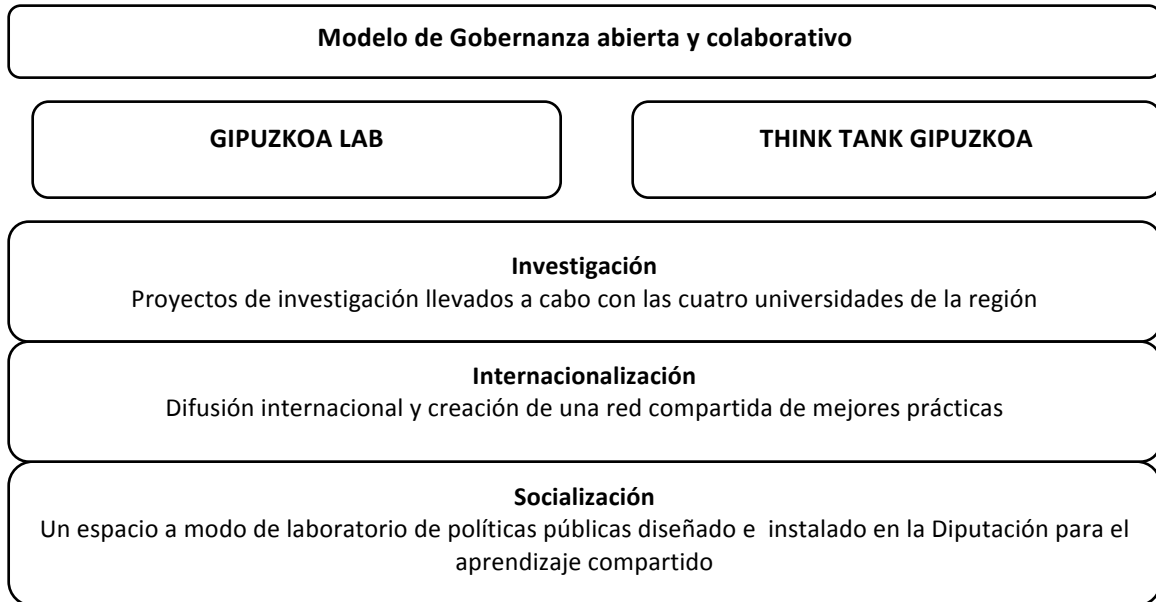 Modelo de Gobernanza abierta y colaborativo
GIPUZKOA LAB
THINK TANK GIPUZKOA
Investigación
Proyectos de investigación llevados a cabo con las cuatro universidades de la región
Internacionalización
Difusión internacional y creación de una red compartida de mejores prácticas
Socialización
Un espacio a modo de laboratorio de políticas públicas diseñado e instalado en la Diputación para el
aprendizaje compartido